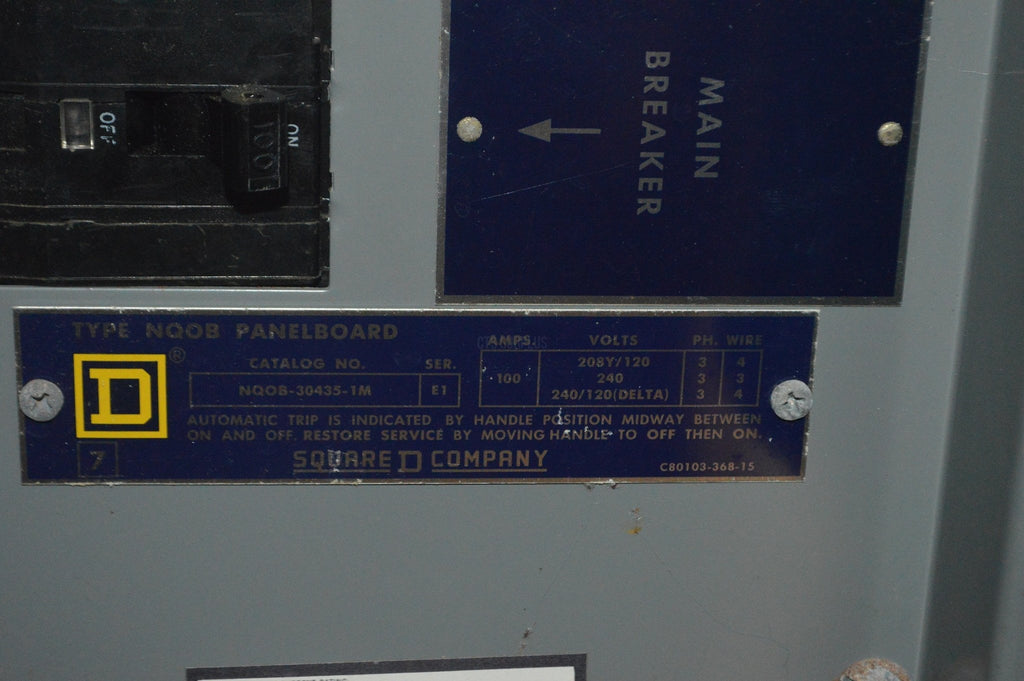 OFF
100
ON
MAIN
BREAKER
TYPE NQOB PANELBOARD
D
®
CATALOG NO. SER.
NQOB-30435-1M E1
AMPS. VOLTS PH. WIRE
100
208Y/120 3 4
240 3 3
240/120(DELTA) 3 4
AUTOMATIC TRIP IS INDICATED BY HANDLE POSITION MIDWAY BETWEEN
ON AND OFF. RESTORE SERVICE BY MOVING HANDLE TO OFF THEN ON.
7
SQUARE D COMPANY
C80103-368-15